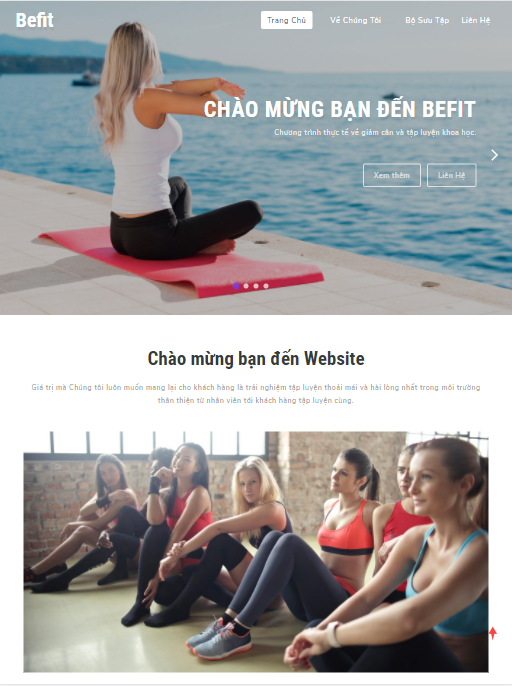 Befit
Trang Chủ Về Chúng Tôi Bộ Sưu Tập Liên Hệ
CHÀO MỪNG BẠN ĐẾN BEFIT
Chương trình thực tế về giảm cân và tập luyện khoa học.
Xem thêm Liên Hệ
Chào mừng bạn đến Website
Giá trị mà Chúng tôi luôn muốn mang lại cho khách hàng là trải nghiệm tập luyện thoải mái và hài lòng nhất trong môi trường
thân thiện từ nhân viên tới khách hàng tập luyện cùng.